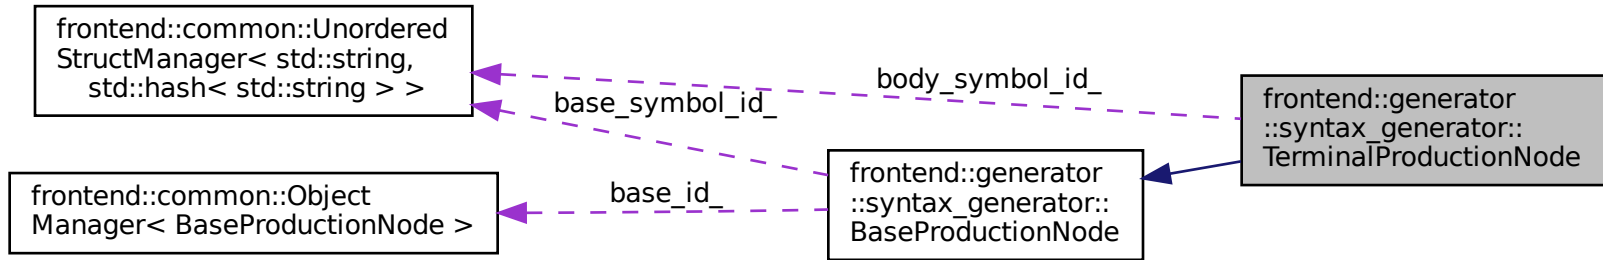 frontend::common::Unordered
StructManager< std::string,
std::hash< std::string > >
body_symbol_id_
base_symbol_id_
frontend::generator
::syntax_generator::
TerminalProductionNode
frontend::common::Object
Manager< BaseProductionNode >
base_id_
frontend::generator
::syntax_generator::
BaseProductionNode